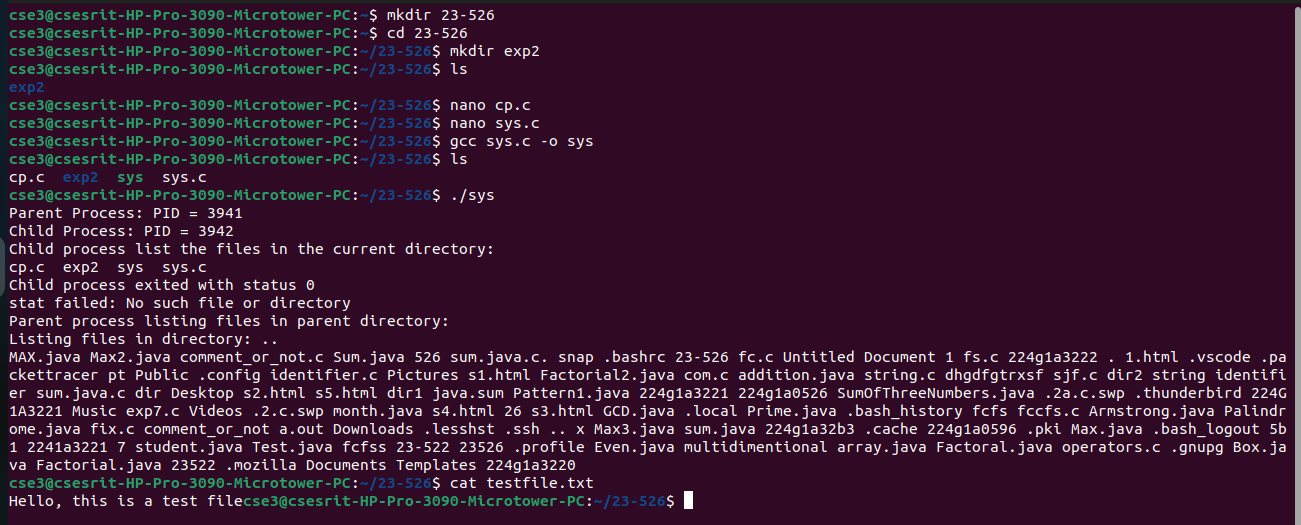 cse3@csesrit-HP-Pro-3090-Microtower-PC:~$ mkdir 23-526
cse3@csesrit-HP-Pro-3090-Microtower-PC:~$ cd 23-526
cse3@csesrit-HP-Pro-3090-Microtower-PC:~/23-526$ mkdir exp2
cse3@csesrit-HP-Pro-3090-Microtower-PC:~/23-526$ ls
exp2
cse3@csesrit-HP-Pro-3090-Microtower-PC:~/23-526$ nano cp.c
cse3@csesrit-HP-Pro-3090-Microtower-PC:~/23-526$ nano sys.c
cse3@csesrit-HP-Pro-3090-Microtower-PC:~/23-526$ gcc sys.c -o sys
cse3@csesrit-HP-Pro-3090-Microtower-PC:~/23-526$ ls
cp.c  exp2  sys  sys.c
cse3@csesrit-HP-Pro-3090-Microtower-PC:~/23-526$ ./sys
Parent Process: PID = 3941
Child Process: PID = 3942
Child process list the files in the current directory:
cp.c  exp2  sys  sys.c
Child process exited with status 0
stat failed: No such file or directory
Parent process listing files in parent directory:
Listing files in directory: ..
MAX.java Max2.java comment_or_not.c Sum.java 526 sum.java.c. snap .bashrc 23-526 fc.c Untitled Document 1 fs.c 224g1a3222 . 1.html .vscode .pa
ckettracer pt Public .config identifier.c Pictures s1.html Factorial2.java com.c addition.java string.c dhgdfgtrxsf sjf.c dir2 string identifi
er sum.java.c dir Desktop s2.html s5.html dir1 java.sum Pattern1.java 224g1a3221 224g1a0526 SumOfThreeNumbers.java .2a.c.swp .thunderbird 224G
1A3221 Music exp7.c Videos .2.c.swp month.java s4.html 26 s3.html GCD.java .local Prime.java .bash_history fcfs fccfs.c Armstrong.java Palindr
ome.java fix.c comment_or_not a.out Downloads .lesshst .ssh .. x Max3.java sum.java 224g1a32b3 .cache 224g1a0596 .pki Max.java .bash_logout 5b
1 2241a3221 7 student.java Test.java fcfss 23-522 23526 .profile Even.java multidimentional array.java Factoral.java operators.c .gnupg Box.ja
va Factorial.java 23522 .mozilla Documents Templates 224g1a3220
cse3@csesrit-HP-Pro-3090-Microtower-PC:~/23-526$ cat testfile.txt
Hello, this is a test filecse3@csesrit-HP-Pro-3090-Microtower-PC:~/23-526$